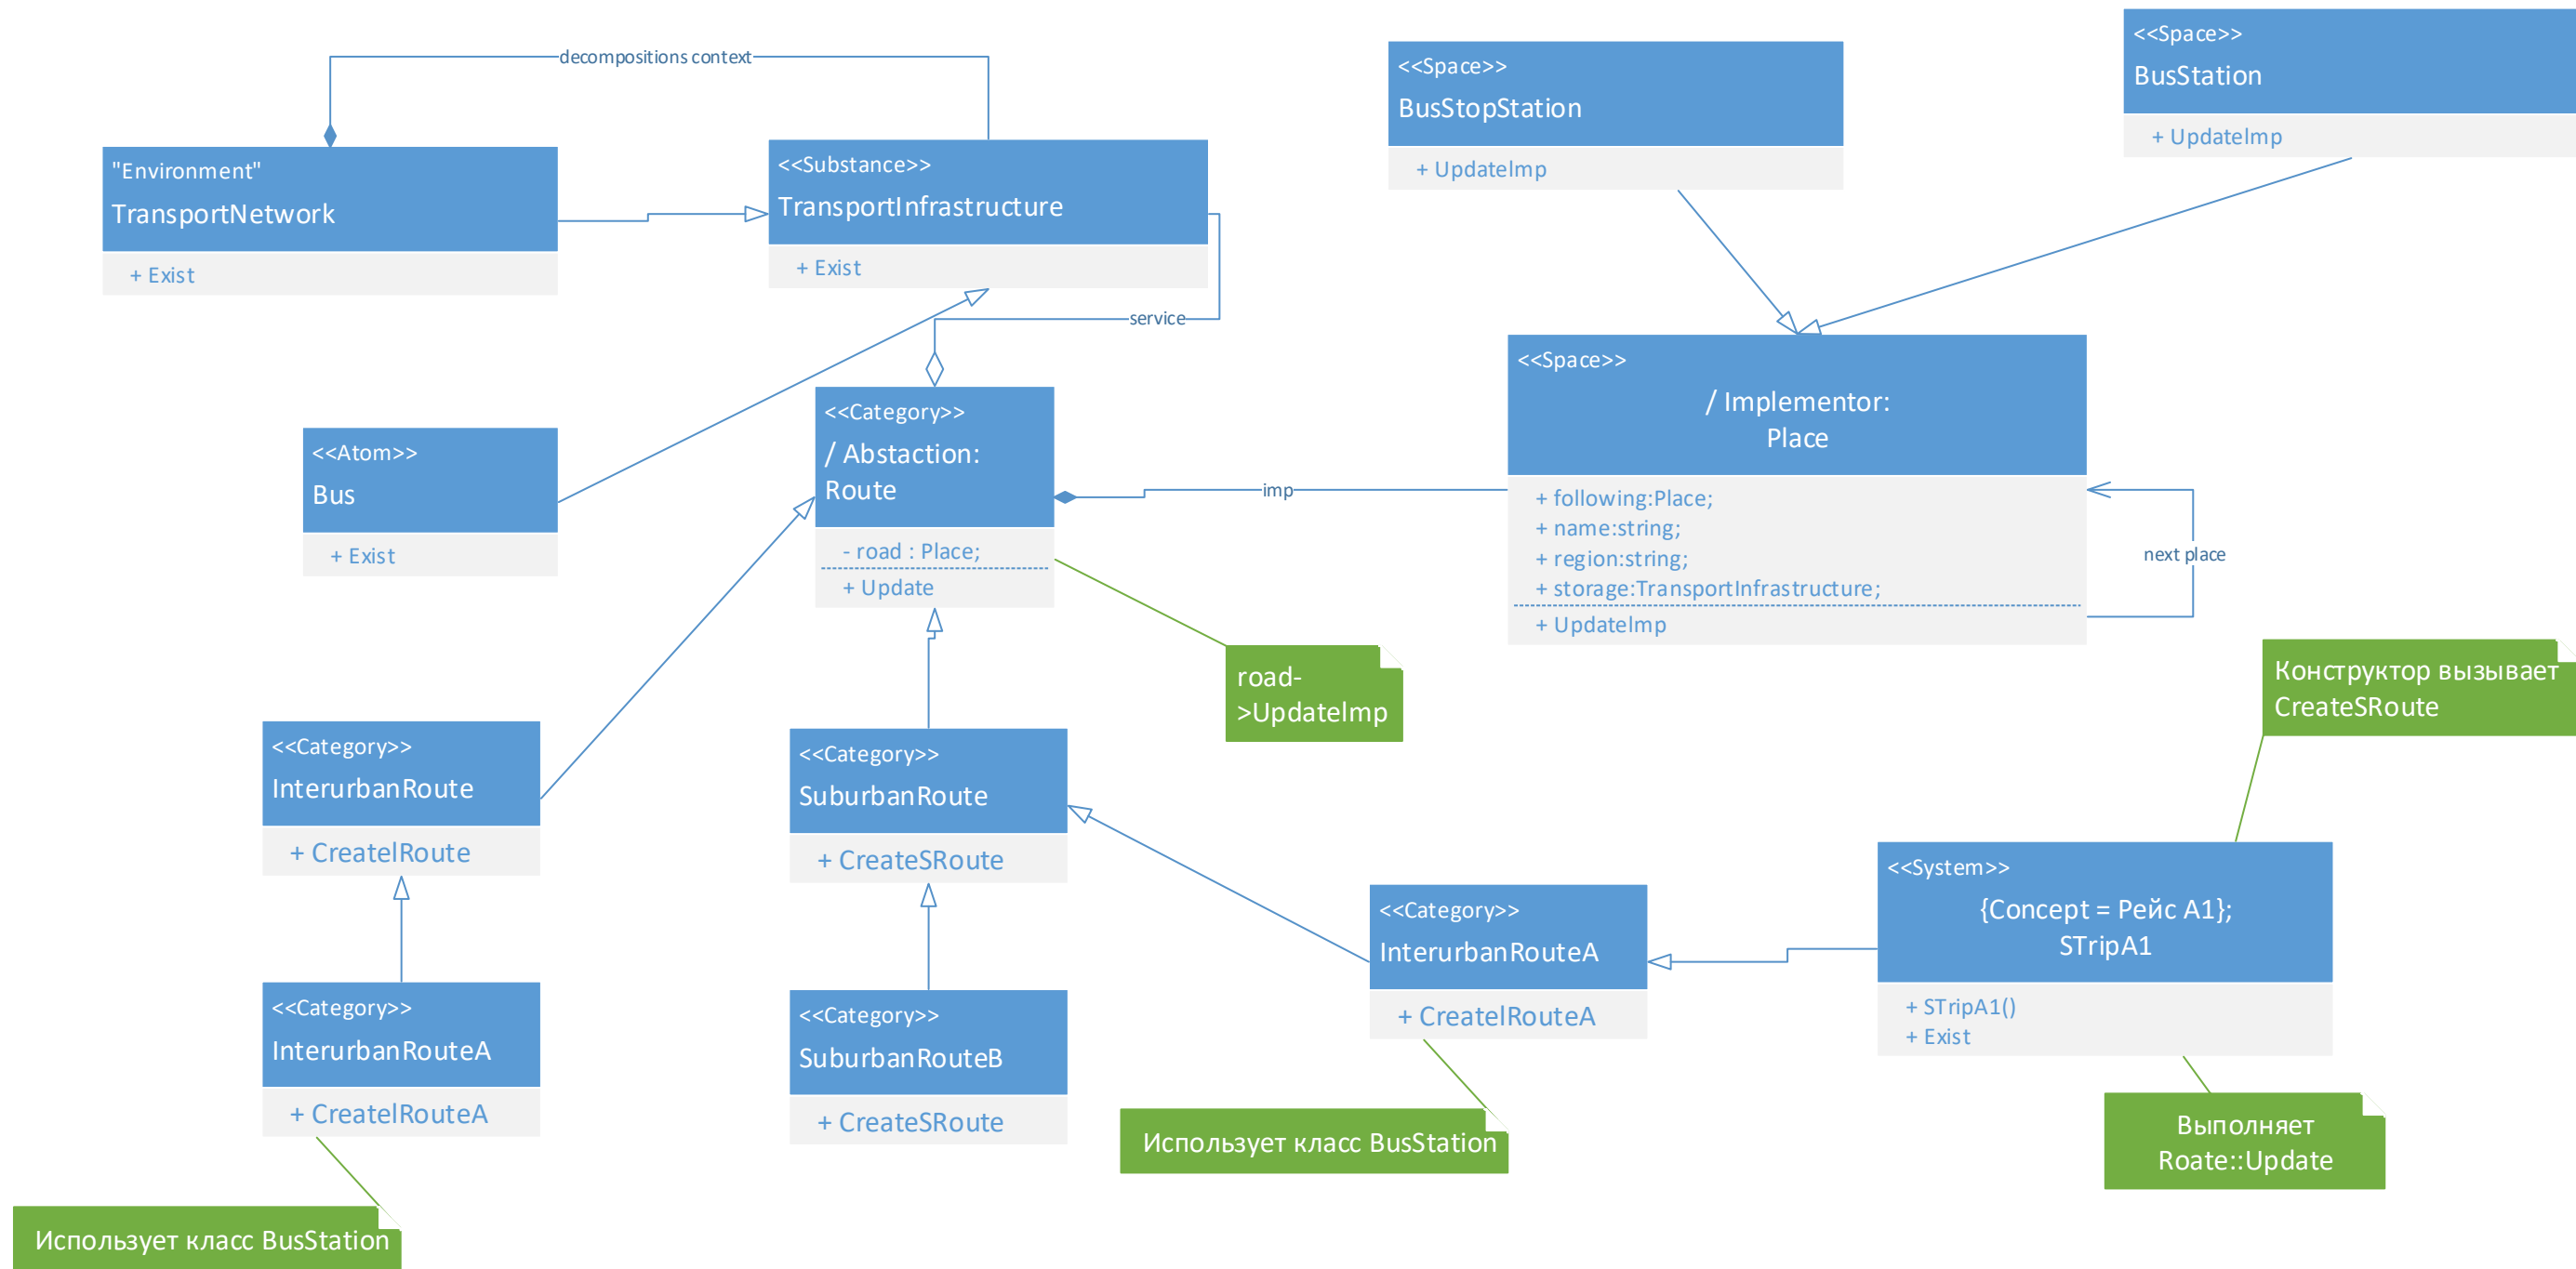 decompositions context
"Environment"
TransportNetwork
+ Exist
<<Substance>>
TransportInfrastructure
+ Exist
service
<<Space>>
BusStopStation
+ UpdateImp
<<Space>>
BusStation
+ UpdateImp
<<Atom>>
Bus
+ Exist
<<Category>>
/ Abstaction:
Route
- road : Place;
+ Update
imp
<<Space>>
/ Implementor:
Place
+ following:Place;
+ name:string;
+ region:string;
+ storage:TransportInfrastructure;
+ UpdateImp
next place
road-
>UpdateImp
Конструктор вызывает
CreateSRoute
<<Category>>
InterurbanRoute
+ CreateIRoute
<<Category>>
SuburbanRoute
+ CreateSRoute
<<Category>>
InterurbanRouteA
+ CreateIRouteA
<<System>>
{Concept = Рейс А1};
STripA1
+ STripA1()
+ Exist
<<Category>>
InterurbanRouteA
+ CreateIRouteA
<<Category>>
SuburbanRouteB
+ CreateSRoute
Использует класс BusStation
Выполняет
Roate::Update
Использует класс BusStation